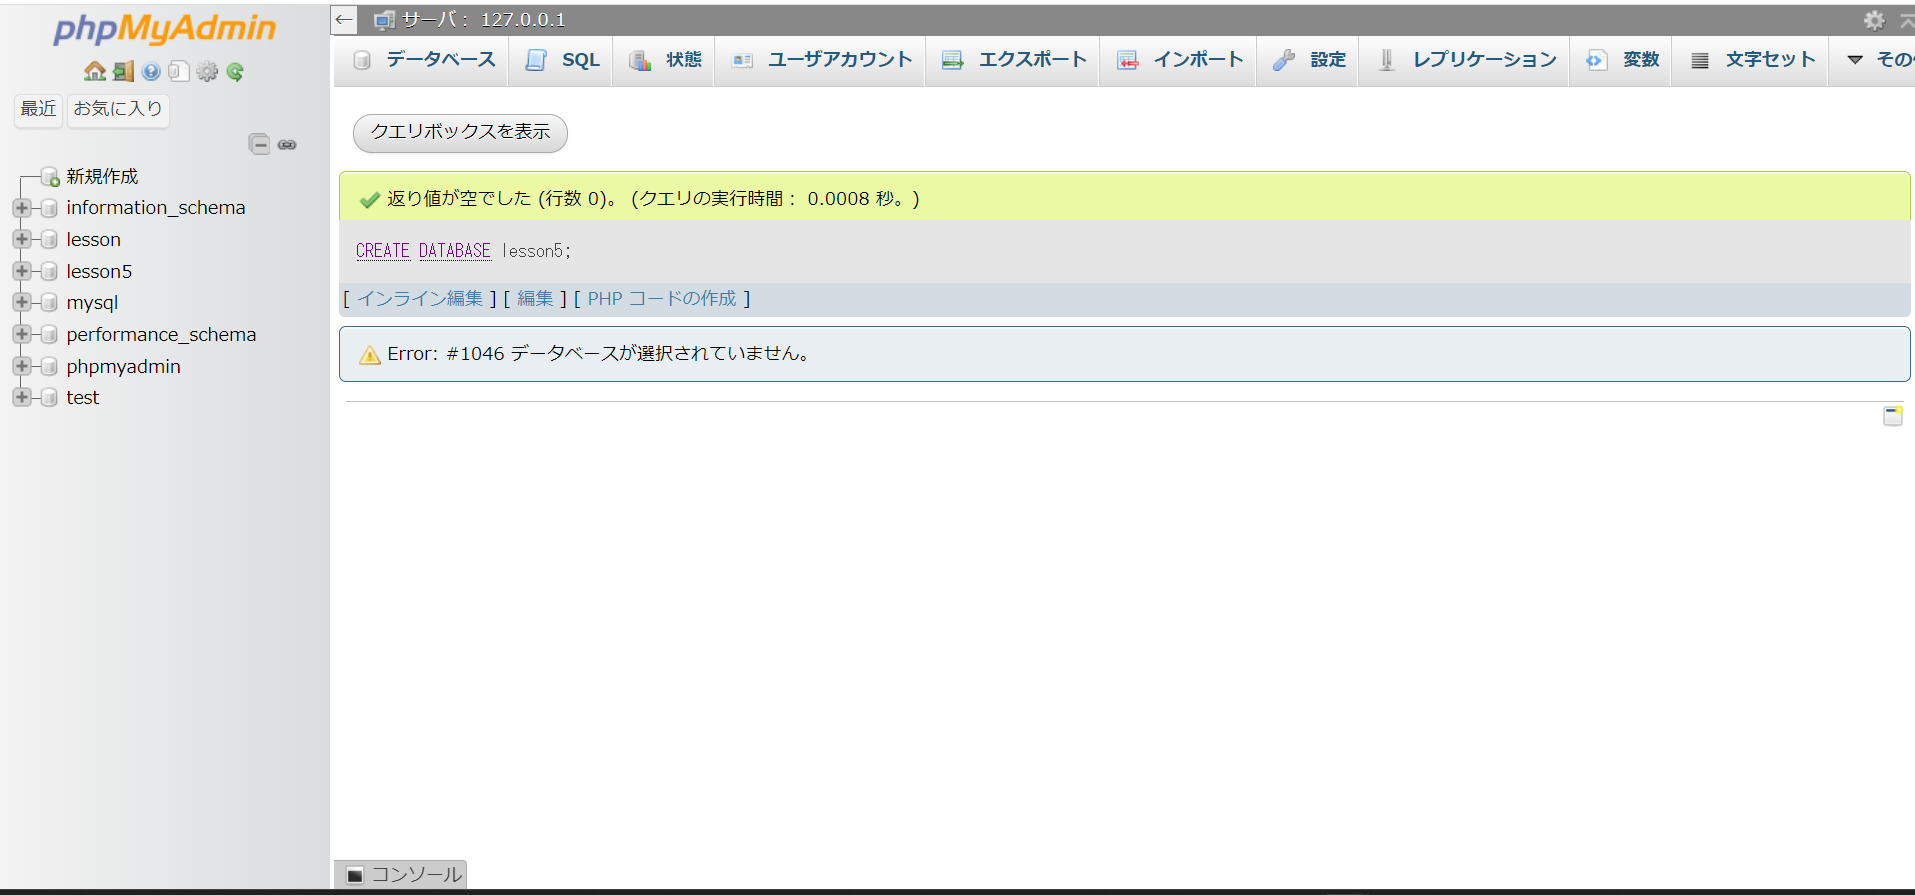 phpMyAdmin
最近 お気に入り
新規作成
information_schema
lesson
lesson5
mysql
performance_schema
phpmyadmin
test
サーバ: 127.0.0.1
データベース SQL 状態 ユーザアカウント エクスポート インポート 設定 レプリケーション 変数 文字セット その
クエリボックスを表示
返り値が空でした (行数 0)。 (クエリの実行時間: 0.0008 秒。)
CREATE DATABASE lesson5;
[ インライン編集 ] [ 編集 ] [ PHP コードの作成 ]
Error: #1046 データベースが選択されていません。
コンソール